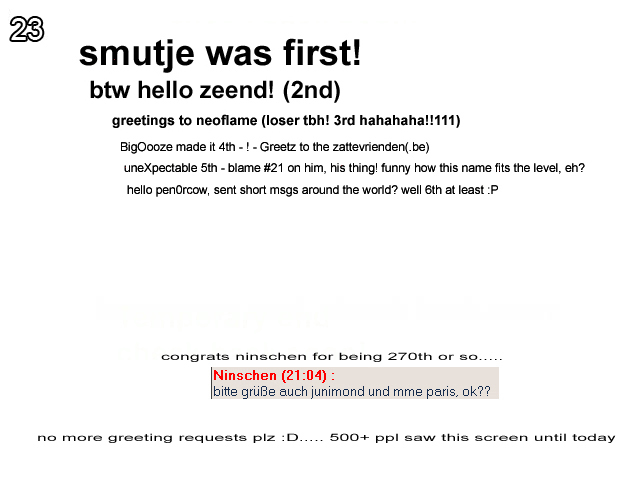 23
smutje was first!
btw hello zeend! (2nd)
greetings to neoflame (loser tbh! 3rd hahahaha!!111)
BigOooze made it 4th - ! - Greetz to the zattevrienden(.be)
uneXpectable 5th - blame #21 on him, his thing! funny how this name fits the level, eh?
hello pen0rcow, sent short msgs around the world? well 6th at least :P
congrats ninschen for being 270th or so.....
Ninschen (21:04) :
bitte grüße auch junimond und mme paris, ok??
no more greeting requests plz :D..... 500+ ppl saw this screen until today